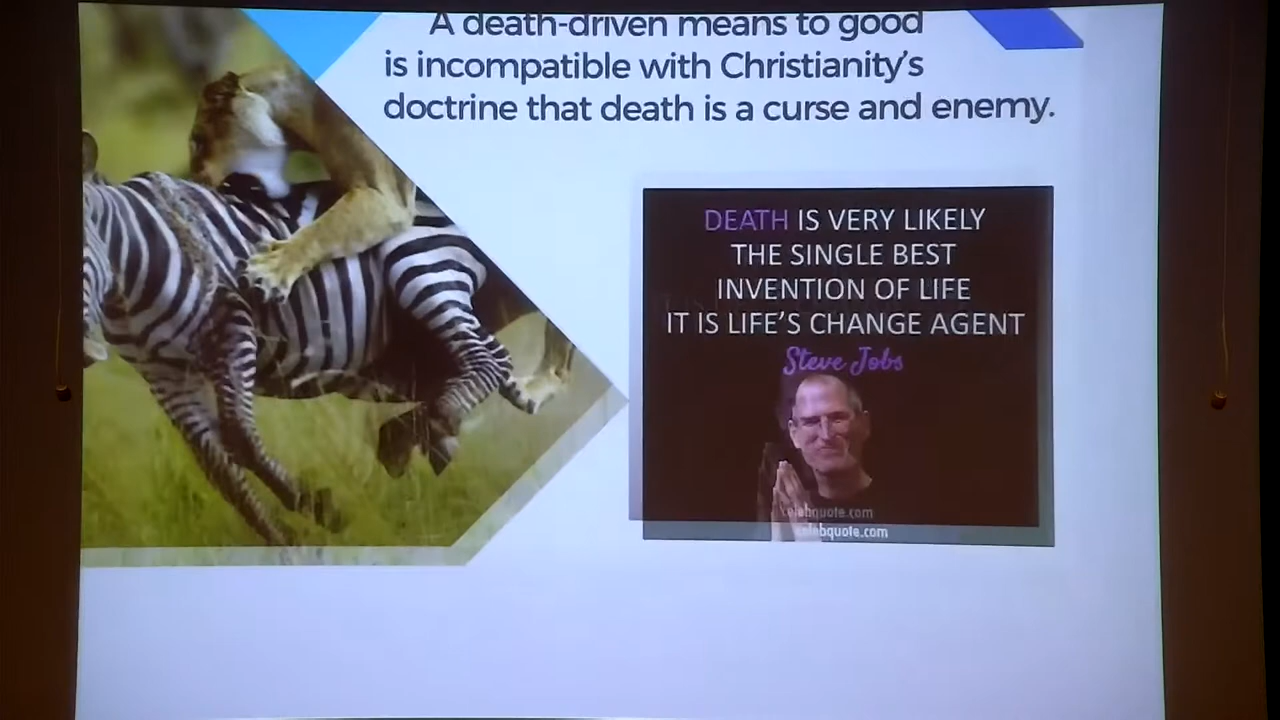 A death-driven means to good
is incompatible with Christianity's
doctrine that death is a curse and enemy.
DEATH IS VERY LIKELY
THE SINGLE BEST
INVENTION OF LIFE
IT IS LIFE'S CHANGE AGENT
Steve Jobs
celebquote.com
celebquote.com